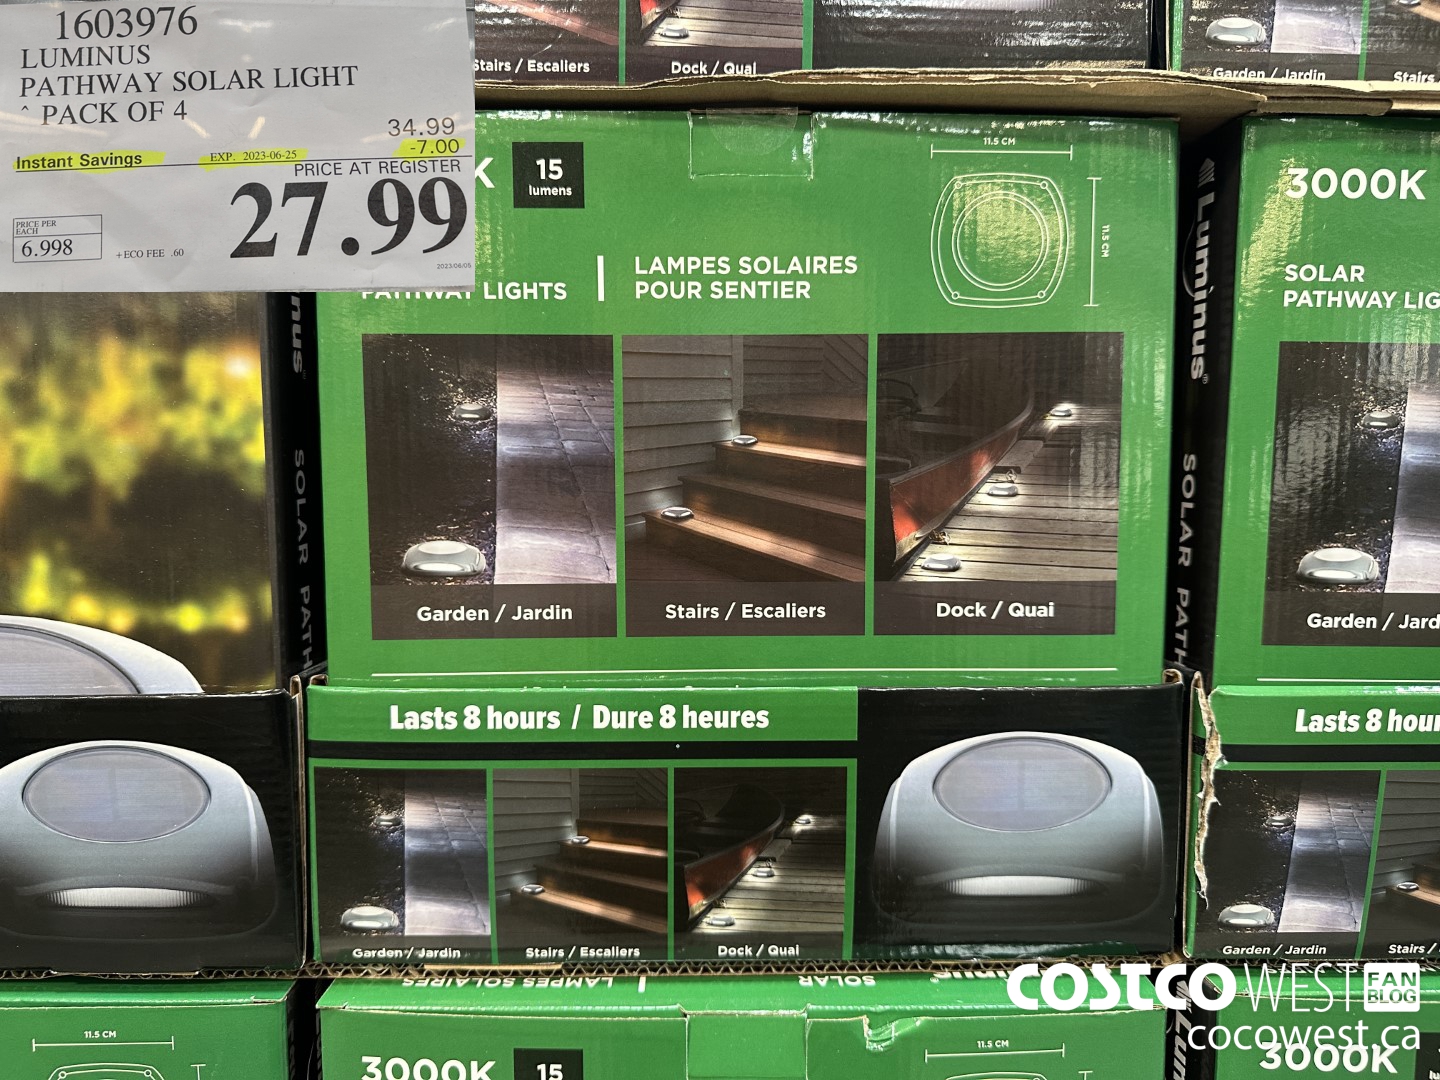 1603976
LUMINUS
PATHWAY SOLAR LIGHT
^ PACK OF 4
34.99
Instant Savings EXP. 2023-06-25 -7.00
PRICE AT REGISTER
27.99
PRICE PER
EACH
6.998
+ECO FEE .60
2023/06/05
Stairs / Escaliers
Dock / Quai
Garden / Jardin
Stairs
K
15
lumens
11.5 CM
11.5 CM
PATHWAY LIGHTS
LAMPES SOLAIRES
POUR SENTIER
Garden / Jardin
Stairs / Escaliers
Dock / Quai
Lasts 8 hours / Dure 8 heures
Garden / Jardin
Stairs / Escaliers
Dock / Quai
nus
SOLAR PATH
Luminus®
SOLAR PATH
3000K
SOLAR
PATHWAY LIG
Garden / Jard
Lasts 8 hour
Garden / Jardin
Stairs /
LAMPES SOLAIRES
SOLAR
11.5 CM
3000K
15
11.5 CM
Lum
3000K
COSTCO WEST FAN
BLOG
cocowest.ca